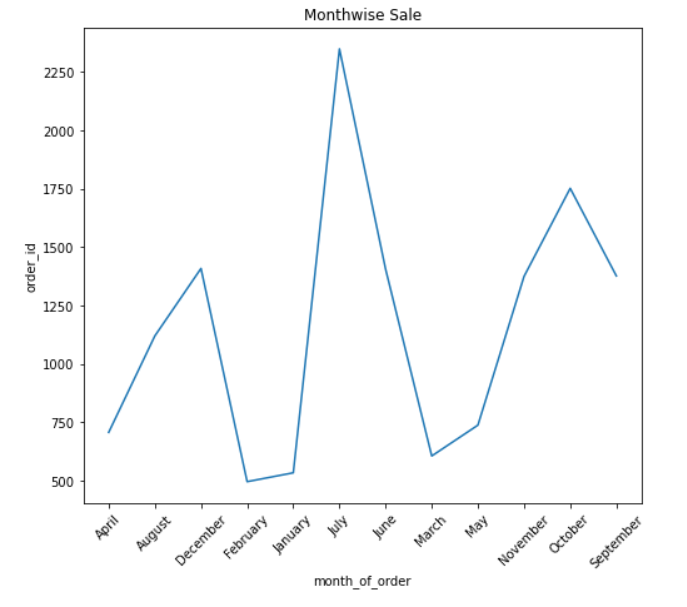 Monthwise Sale
2250
2000
1750
1500
1250
1000
750
500
order_id
April
August
December
February
January
July
June
March
May
November
October
September
month_of_order